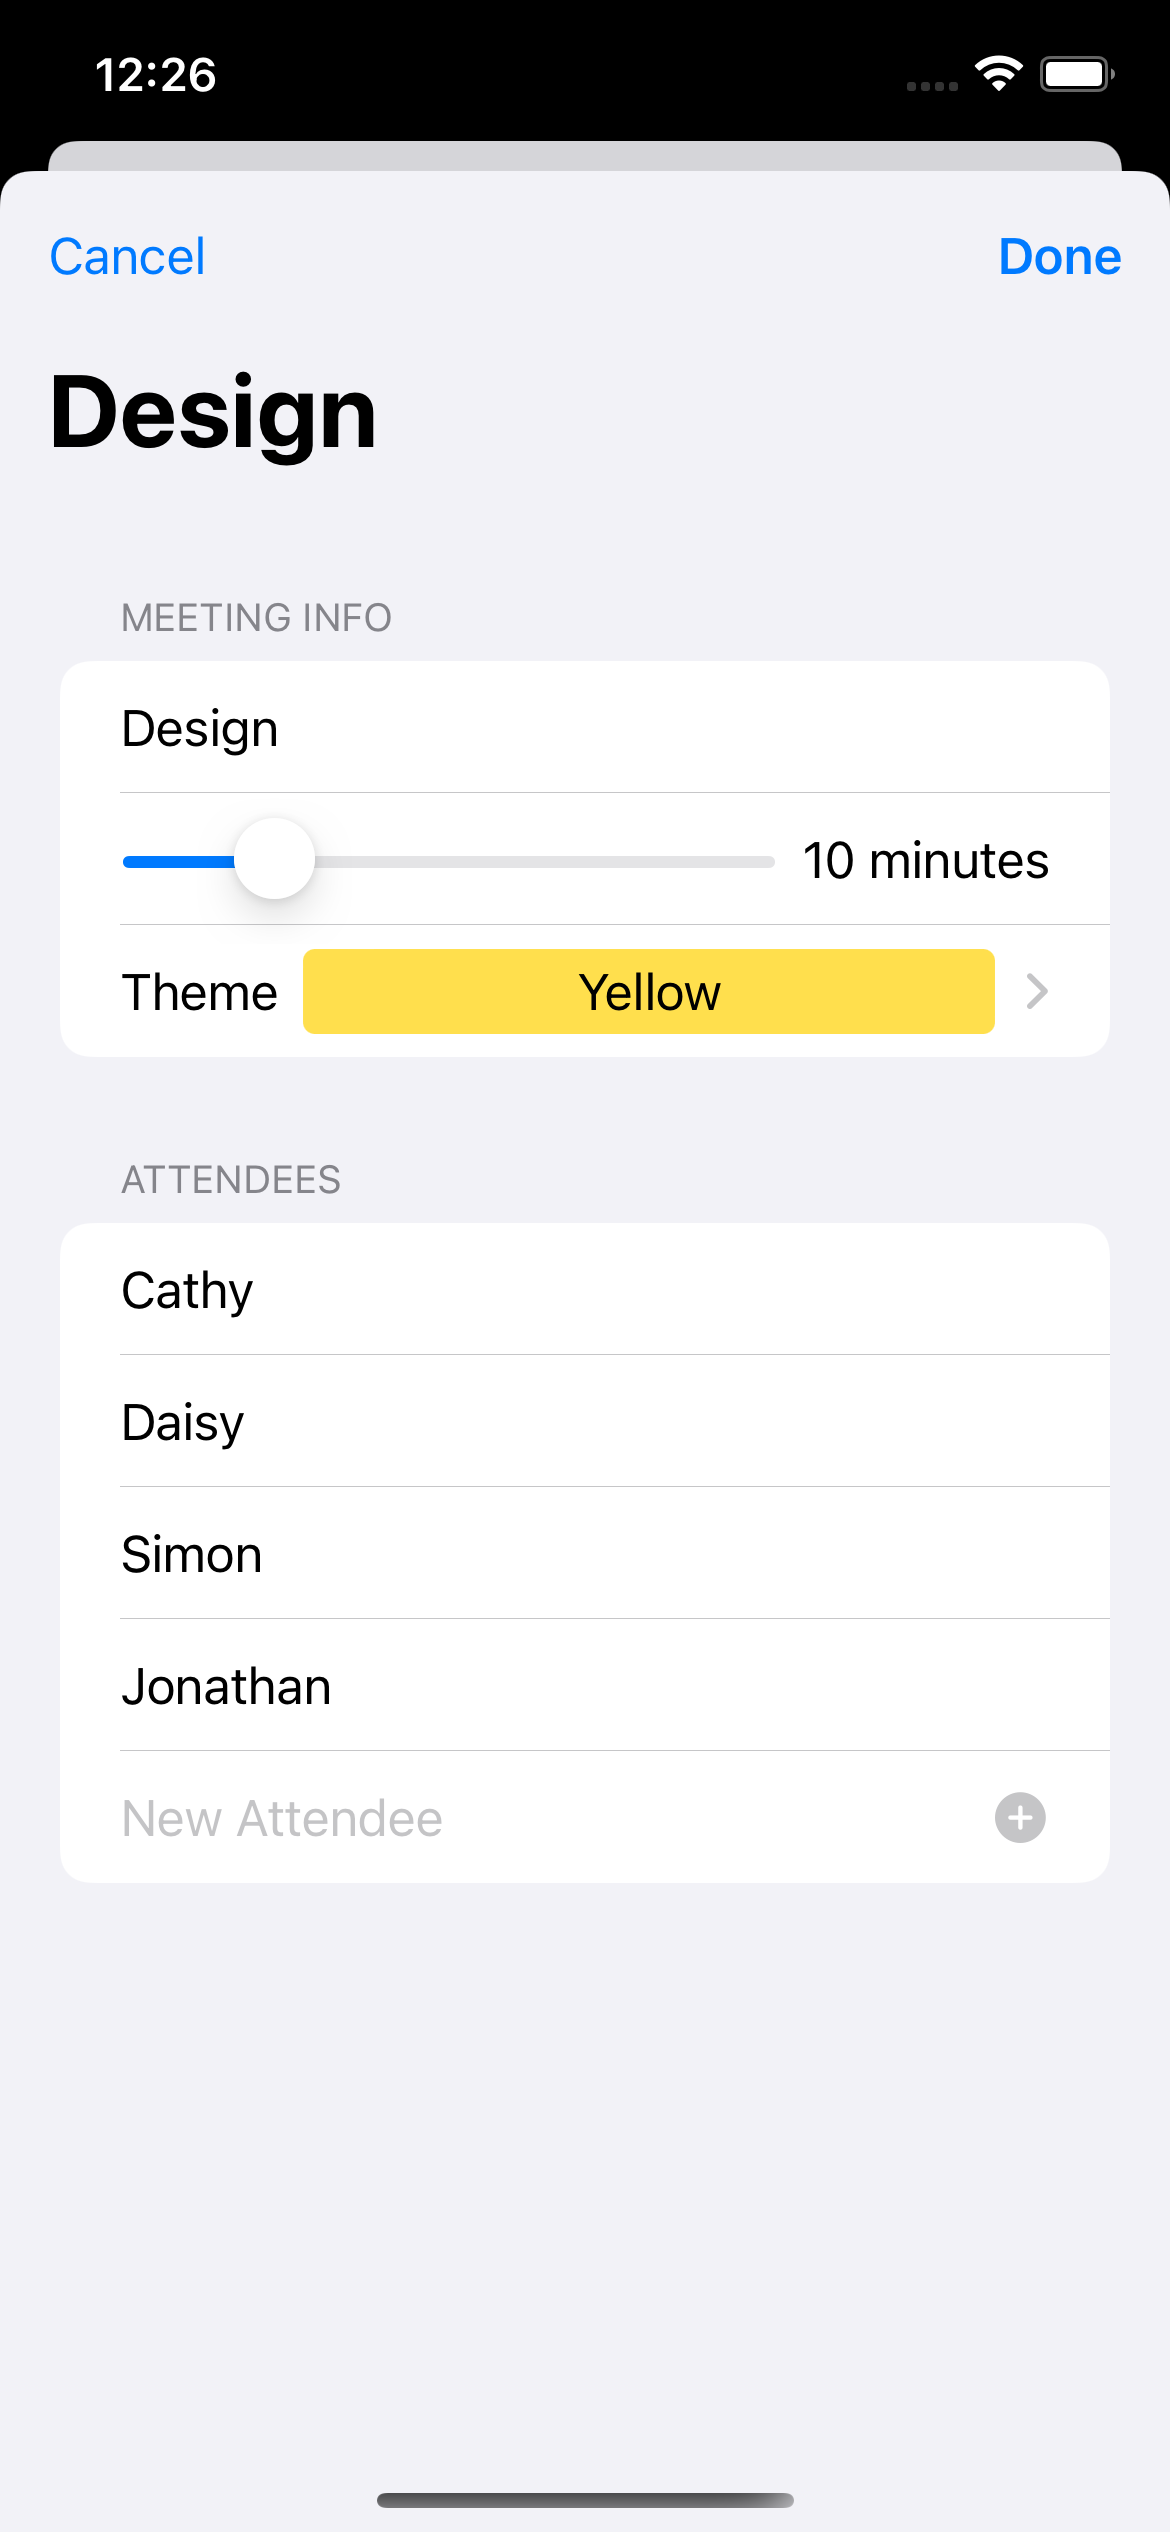 12:26
Cancel Done
Design
MEETING INFO
Design
10 minutes
Theme Yellow
ATTENDEES
Cathy
Daisy
Simon
Jonathan
New Attendee